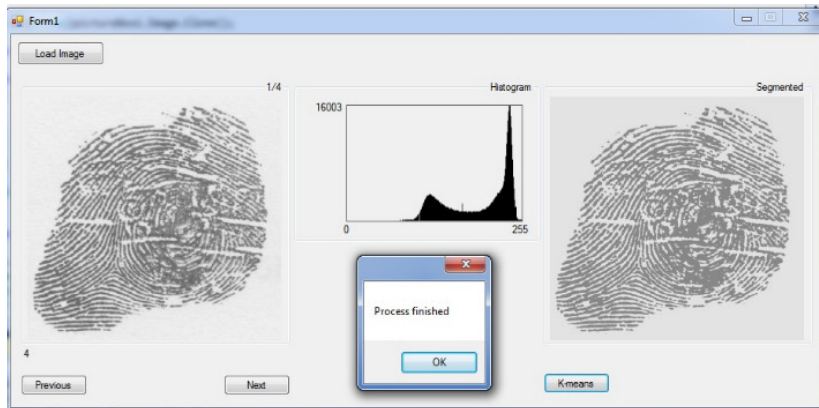 Form1
Load Image
1/4
Histogram
Segmented
16003
0
255
Process finished
OK
4
Previous
Next
K-means